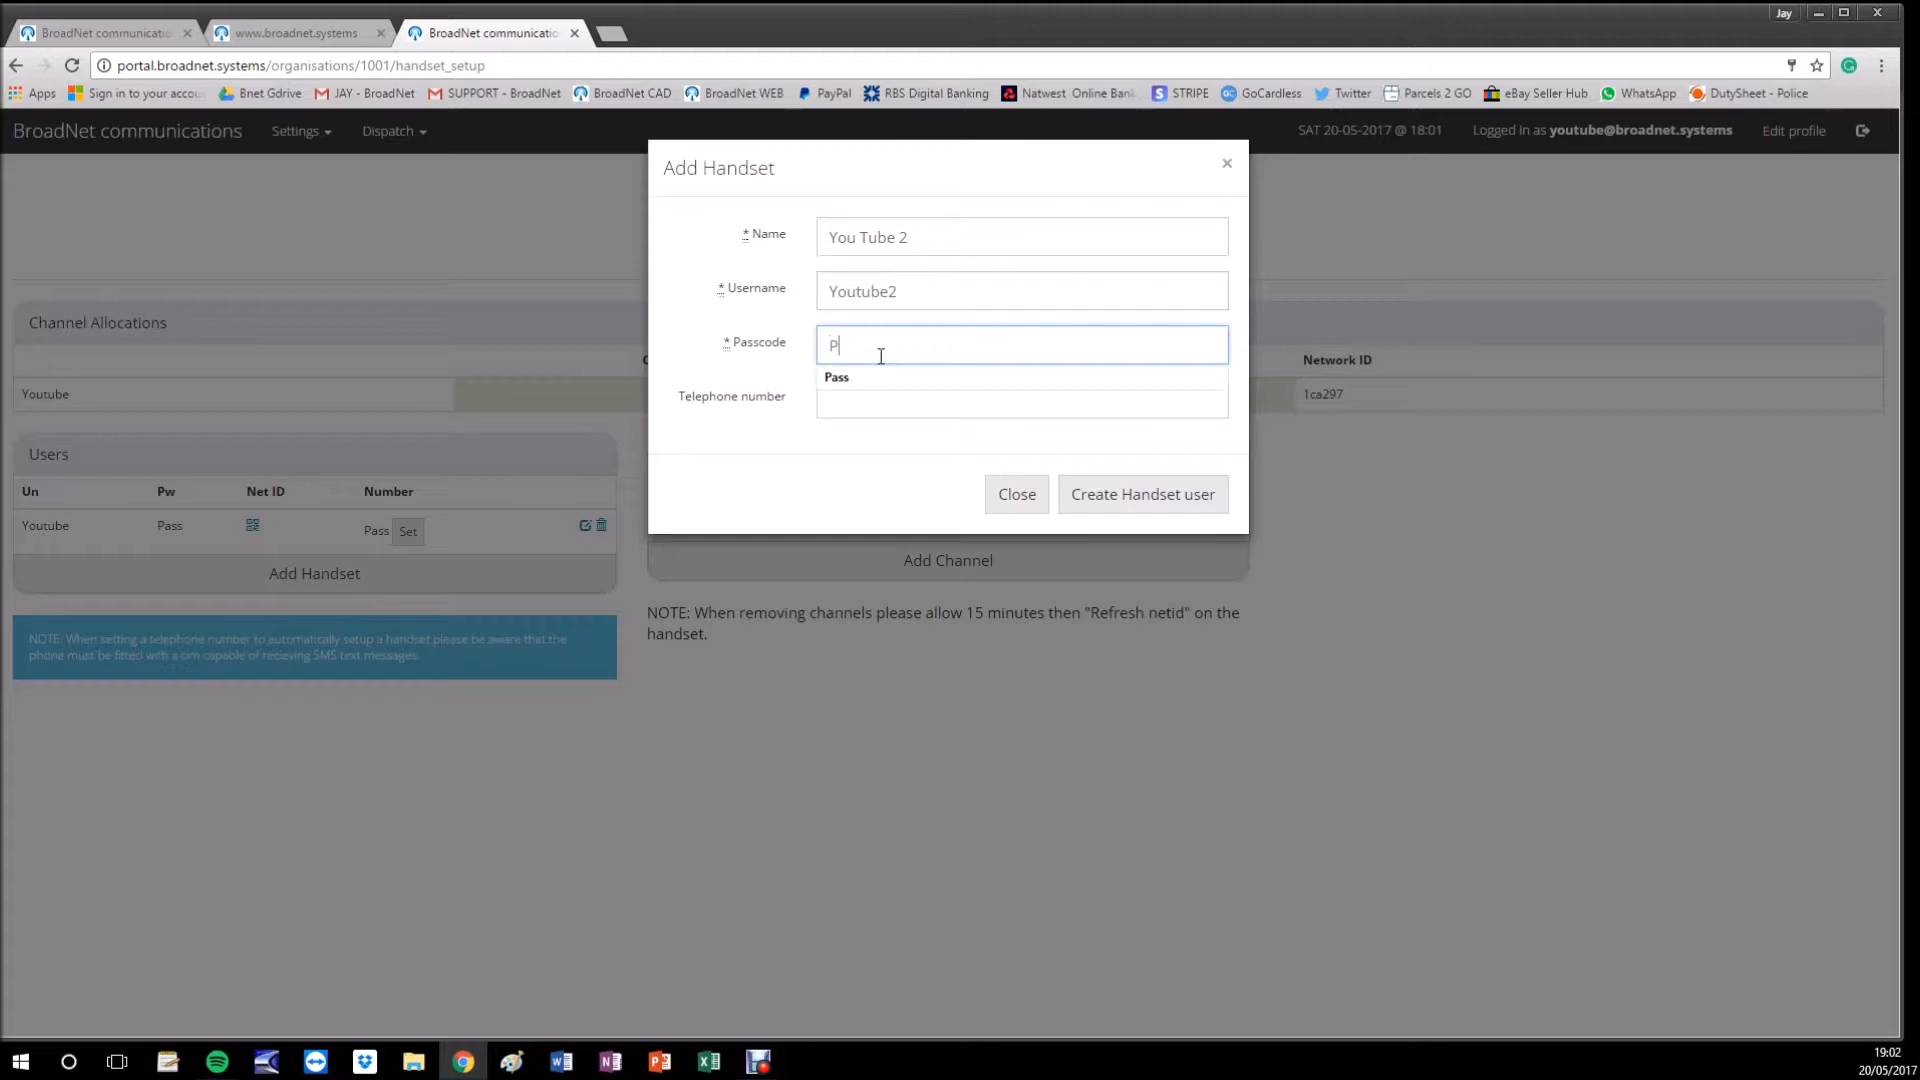 Jay
BroadNet communicatio
www.broadnet.systems
BroadNet communicatio
portal.broadnet.systems/organisations/1001/handset_setup
Apps
Sign in to your accou
Bnet Gdrive
JAY - BroadNet
SUPPORT - BroadNet
BroadNet CAD
BroadNet WEB
PayPal
RBS Digital Banking
Natwest Online Bank
STRIPE
GoCardless
Twitter
Parcels 2 GO
eBay Seller Hub
WhatsApp
DutySheet - Police
BroadNet communications
Settings
Dispatch
SAT 20-05-2017 @ 18:01
Logged in as youtube@broadnet.systems
Edit profile
Add Handset
* Name
You Tube 2
* Username
Youtube2
* Passcode
P
Pass
Telephone number
Close
Create Handset user
Channel Allocations
Network ID
Youtube
1ca297
Users
Un Pw Net ID Number
Youtube Pass Pass Set
Add Handset
Add Channel
NOTE: When setting a telephone number to automatically setup a handset please be aware that the
phone must be fitted with a sim capable of recieving SMS text messages.
NOTE: When removing channels please allow 15 minutes then "Refresh netid" on the
handset.
19:02
20/05/2017